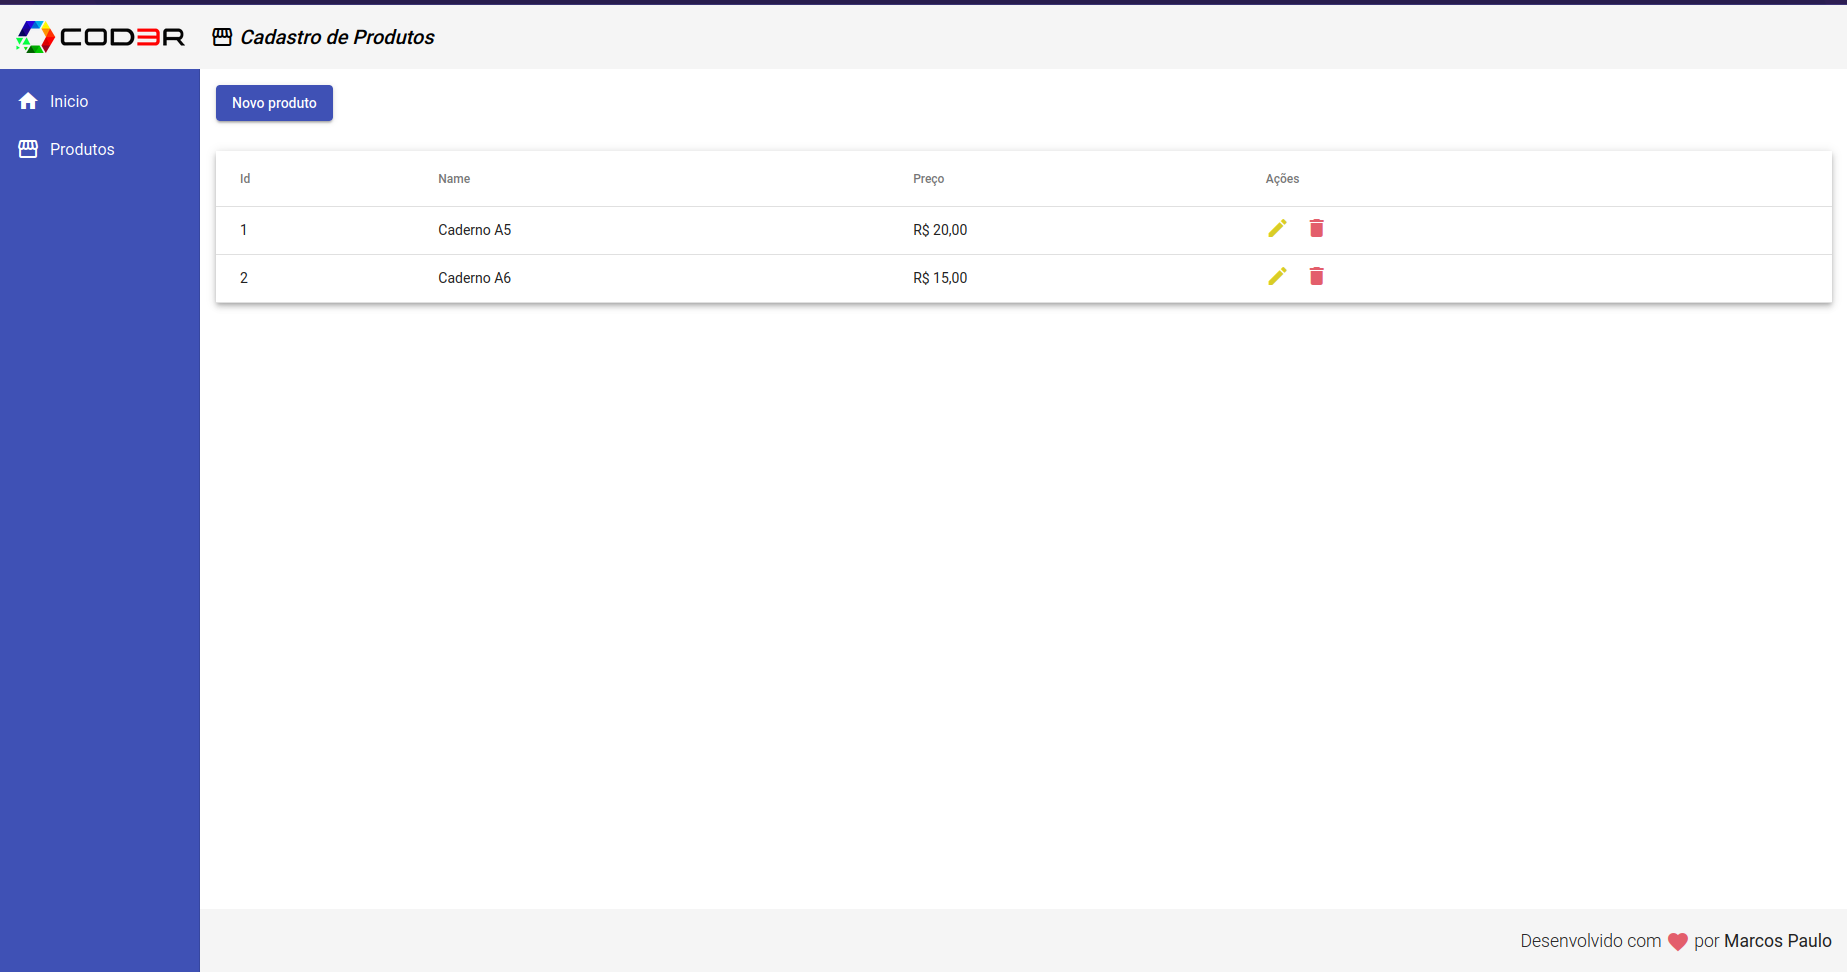 COD3R
Cadastro de Produtos
Inicio
Produtos
Novo produto
Id Name Preço Ações
1 Caderno A5 R$ 20,00
2 Caderno A6 R$ 15,00
Desenvolvido com por Marcos Paulo